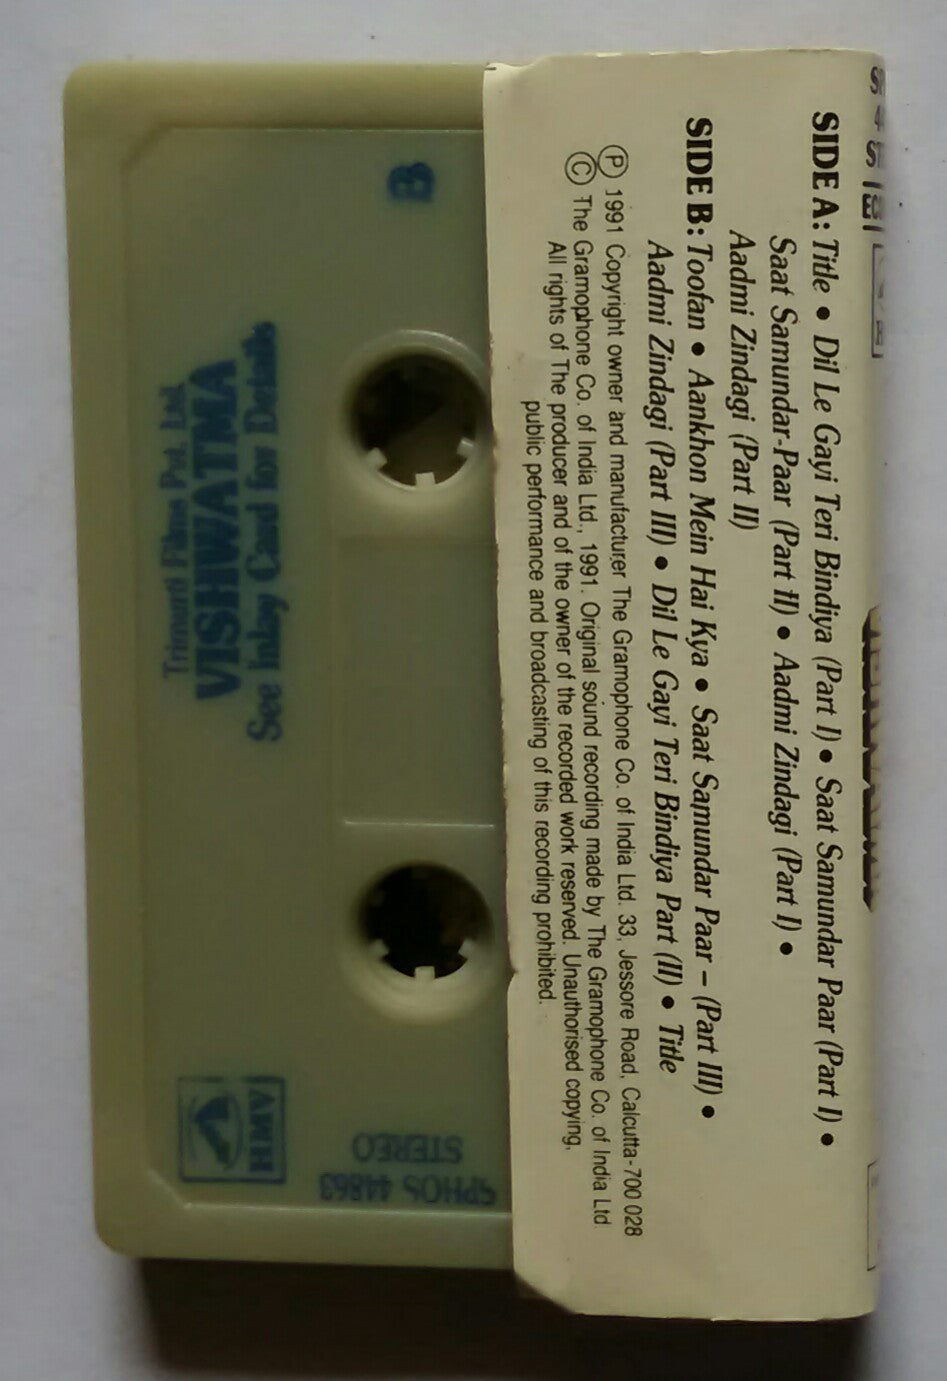 SIDE A: Title • Dil Le Gayi Teri Bindiya (Part I) • Saat Samundar Paar (Part I) •
Saat Samundar-Paar (Part II) • Aadmi Zindagi (Part I) •
Aadmi Zindagi (Part II)
SIDE B: Toofan • Aankhon Mein Hai Kya • Saat Samundar Paar – (Part III) •
Aadmi Zindagi (Part III) • Dil Le Gayi Teri Bindiya Part (II) • Title
Ⓟ 1991 Copyright owner and manufacturer The Gramophone Co. of India Ltd. 33, Jessore Road, Calcutta-700 028
© The Gramophone Co. of India Ltd., 1991. Original sound recording made by The Gramophone Co. of India Ltd.
All rights of The producer and of the owner of the recorded work reserved. Unauthorised copying,
public performance and broadcasting of this recording prohibited.
B
Trimurti Films Pvt. Ltd.
VISHWATMA
See Inlay Card for Details
HMV
STEREO
SPHOS 44863